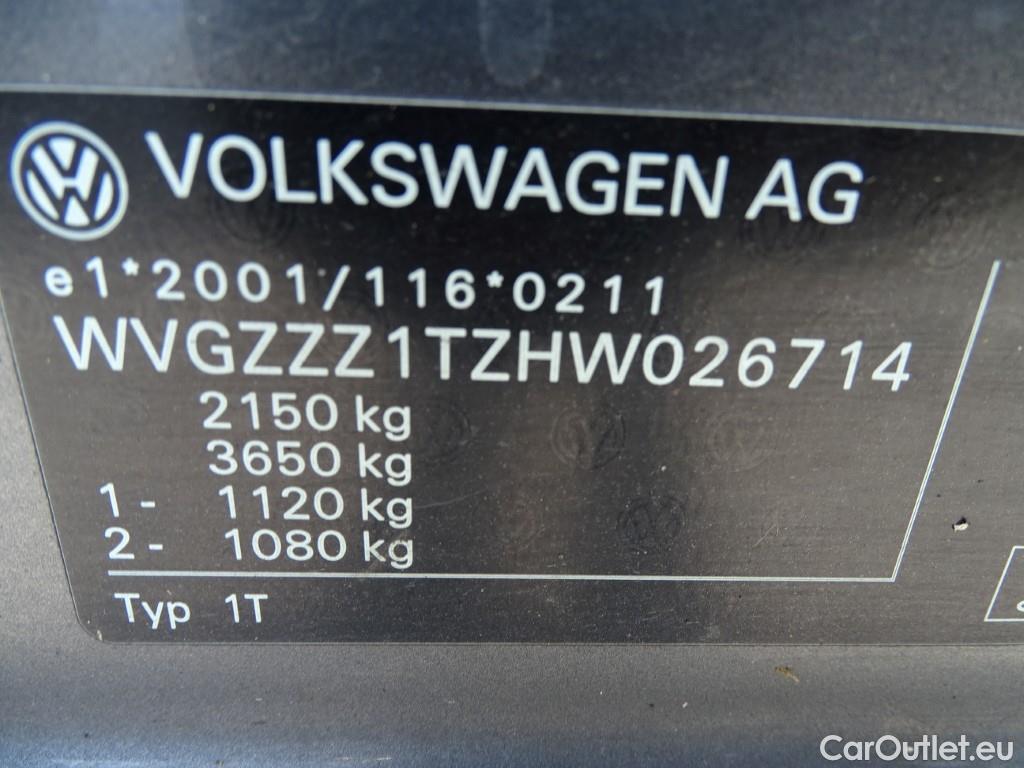 VOLKSWAGEN AG
e1*2001/116*0211
WVGZZZ1TZHW026714
2150 kg
3650 kg
1- 1120 kg
2- 1080 kg
Typ 1T
CarOutlet.eu